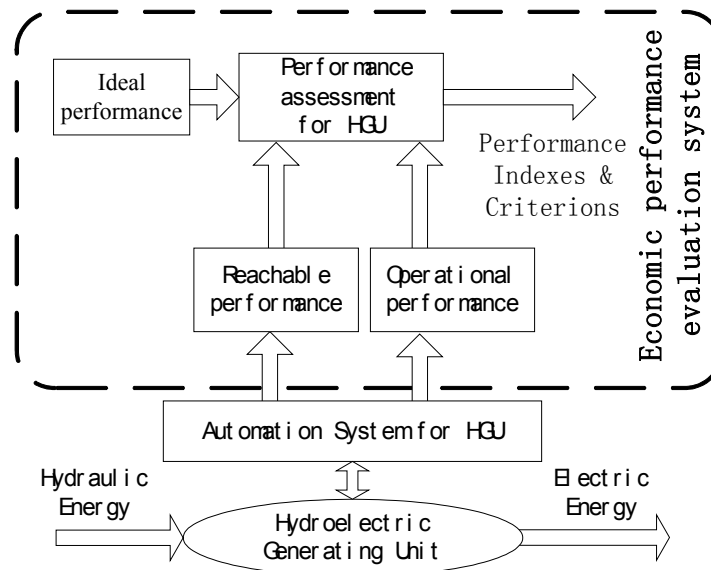 Ideal
performance
Performance
assessment
for HGU
Performance
Indexes &
Criterions
Economic performance
evaluation system
Reachable
performance
Operational
performance
Automation System for HGU
Hydraulic
Energy
Electric
Energy
Hydroelectric
Generating Unit